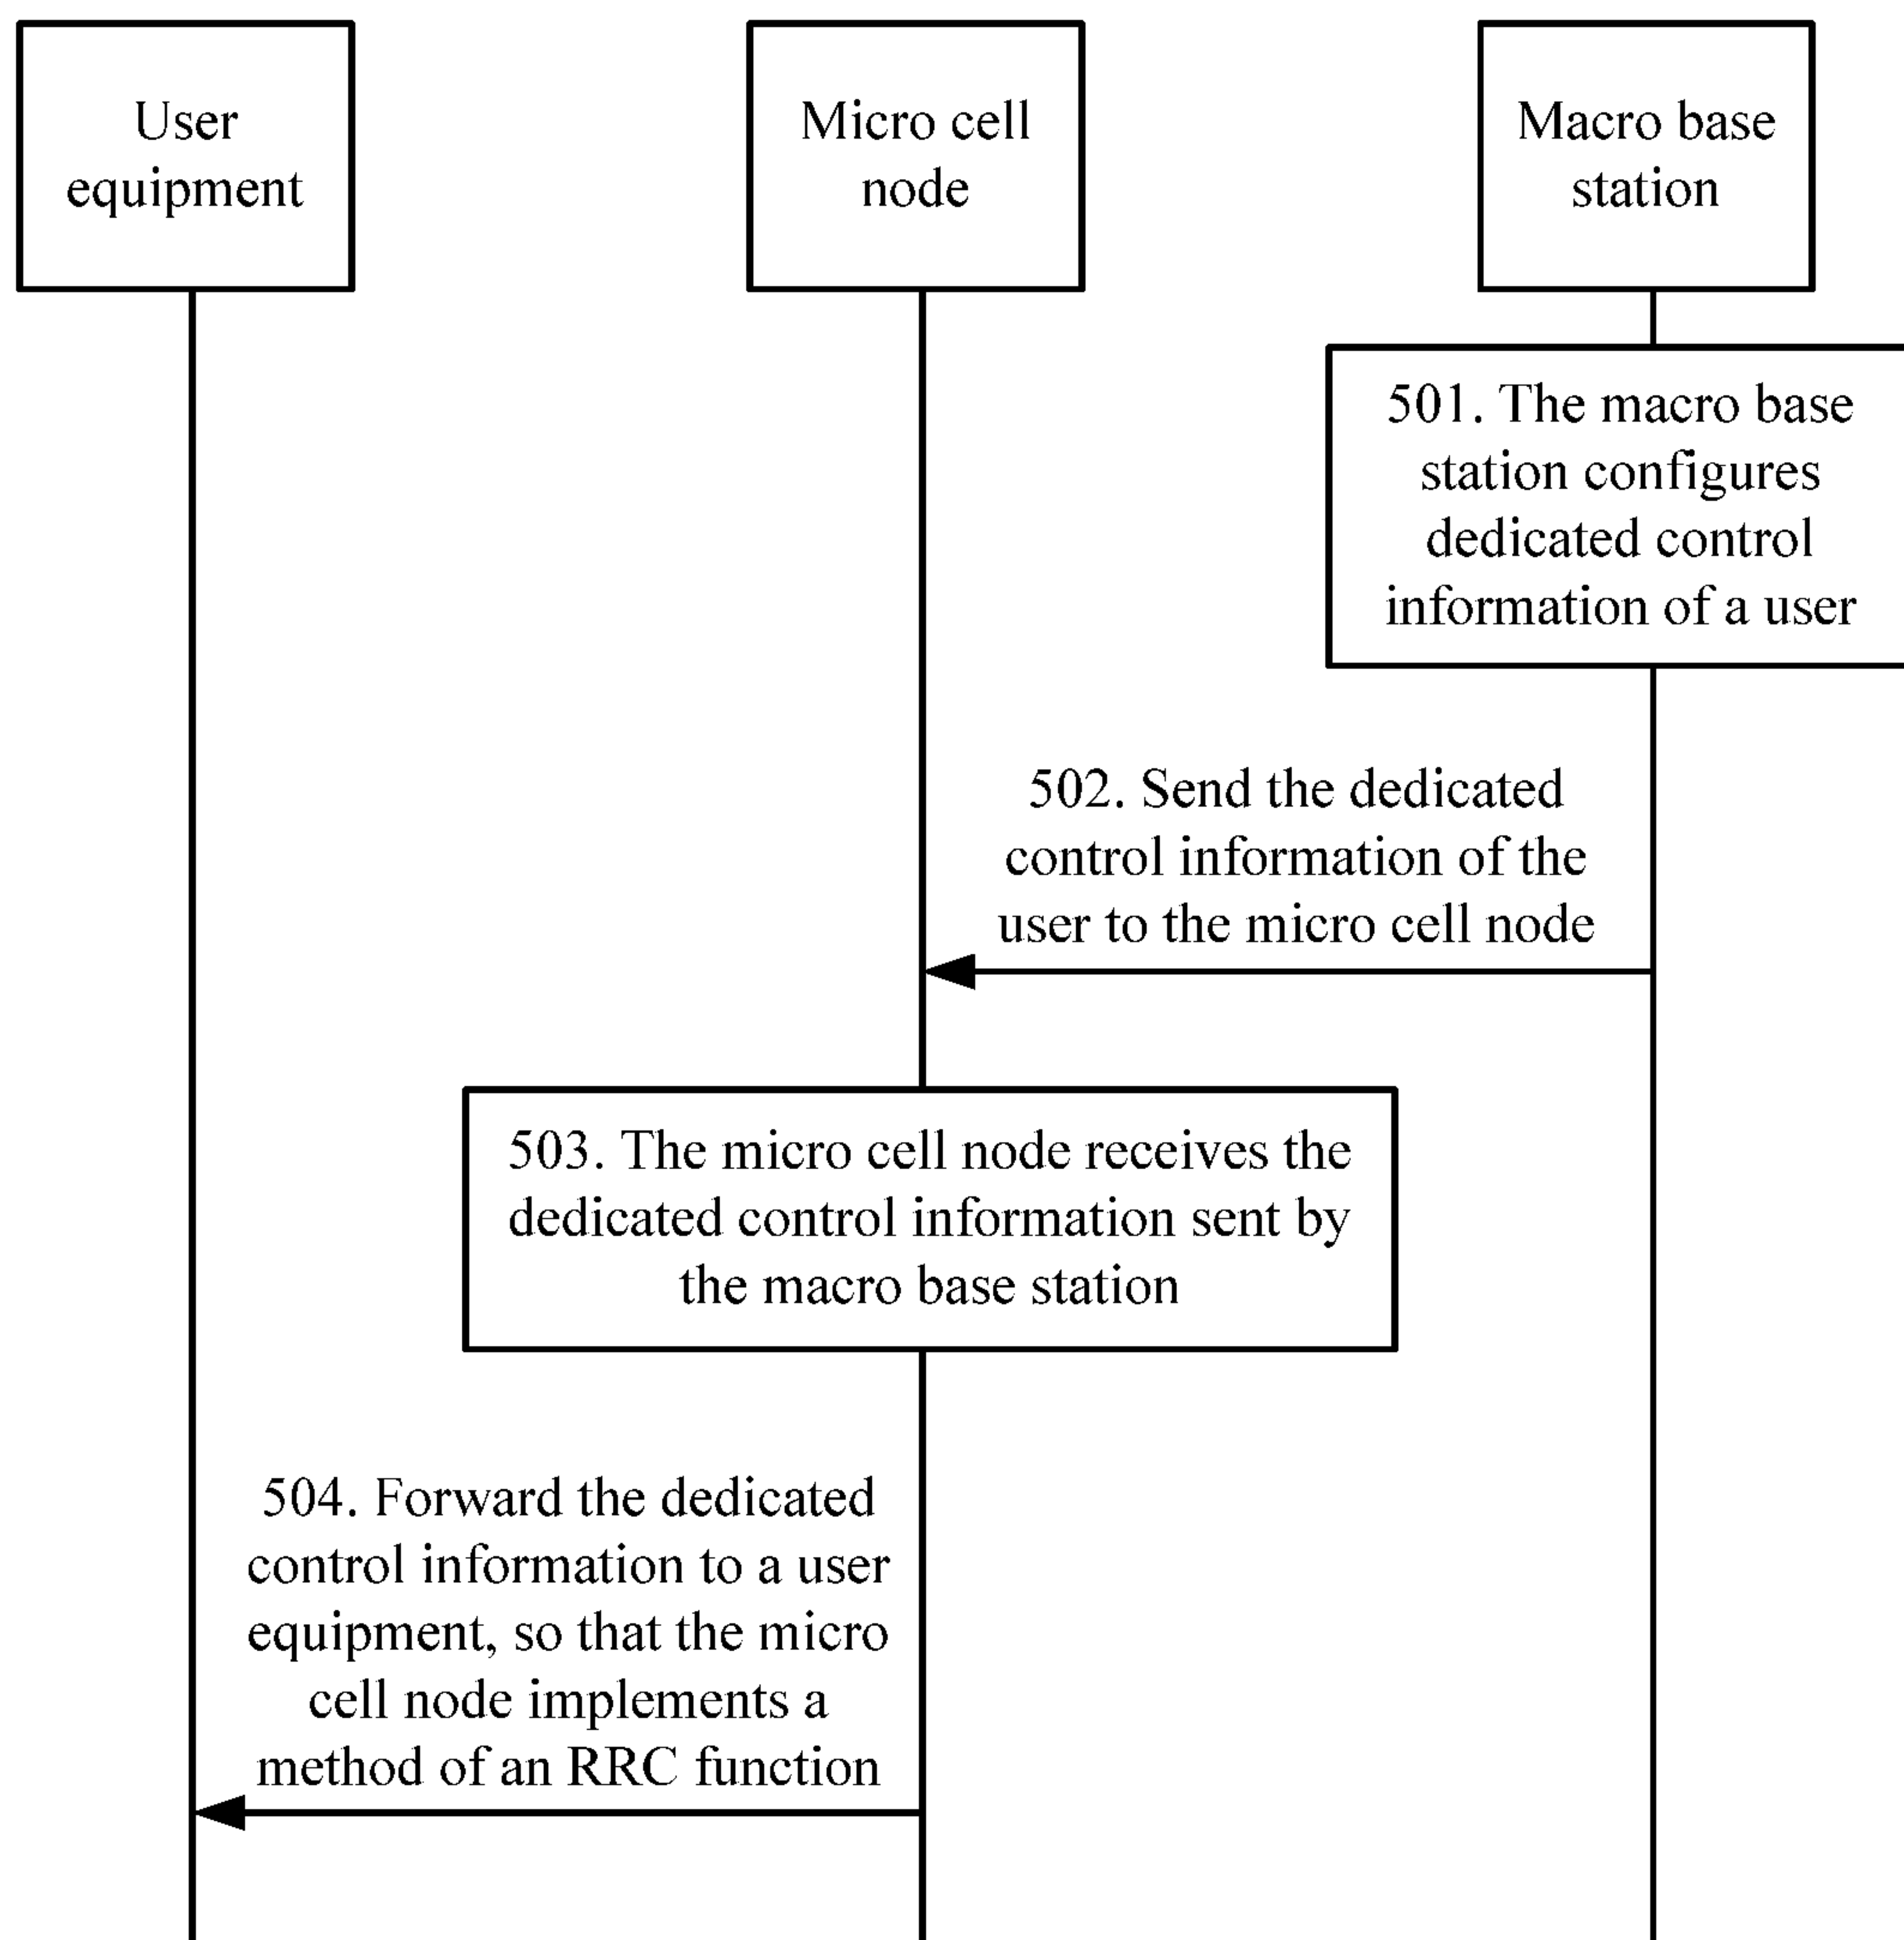 User
equipment
Micro cell
node
Macro base
station
501. The macro base
station configures
dedicated control
information of a user
502. Send the dedicated
control information of the
user to the micro cell node
503. The micro cell node receives the
dedicated control information sent by
the macro base station
504. Forward the dedicated
control information to a user
equipment, so that the micro
cell node implements a
method of an RRC function